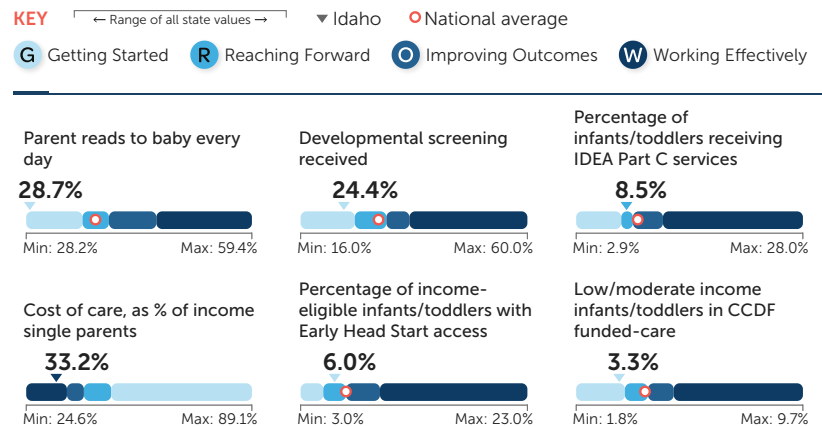 KEY
← Range of all state values →
Idaho
National average
G Getting Started
R Reaching Forward
O Improving Outcomes
W Working Effectively
Parent reads to baby every
day
28.7%
Min: 28.2%
Max: 59.4%
Developmental screening
received
24.4%
Min: 16.0%
Max: 60.0%
Percentage of
infants/toddlers receiving
IDEA Part C services
8.5%
Min: 2.9%
Max: 28.0%
Cost of care, as % of income
single parents
33.2%
Min: 24.6%
Max: 89.1%
Percentage of income-
eligible infants/toddlers with
Early Head Start access
6.0%
Min: 3.0%
Max: 23.0%
Low/moderate income
infants/toddlers in CCDF
funded-care
3.3%
Min: 1.8%
Max: 9.7%